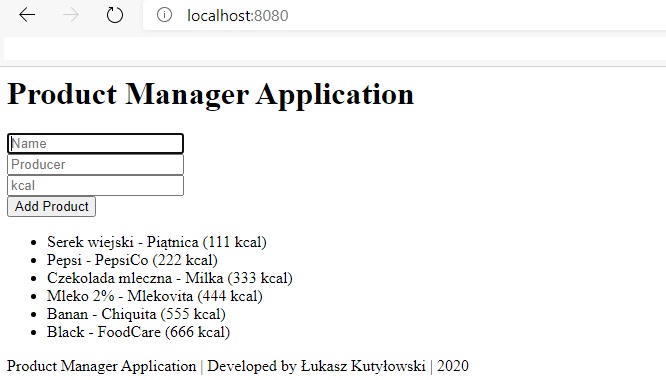 localhost:8080
Product Manager Application
Name
Producer
kcal
Add Product
Serek wiejski - Piątnica (111 kcal)
Pepsi - PepsiCo (222 kcal)
Czekolada mleczna - Milka (333 kcal)
Mleko 2% - Mlekovita (444 kcal)
Banan - Chiquita (555 kcal)
Black - FoodCare (666 kcal)
Product Manager Application | Developed by Łukasz Kutyłowski | 2020